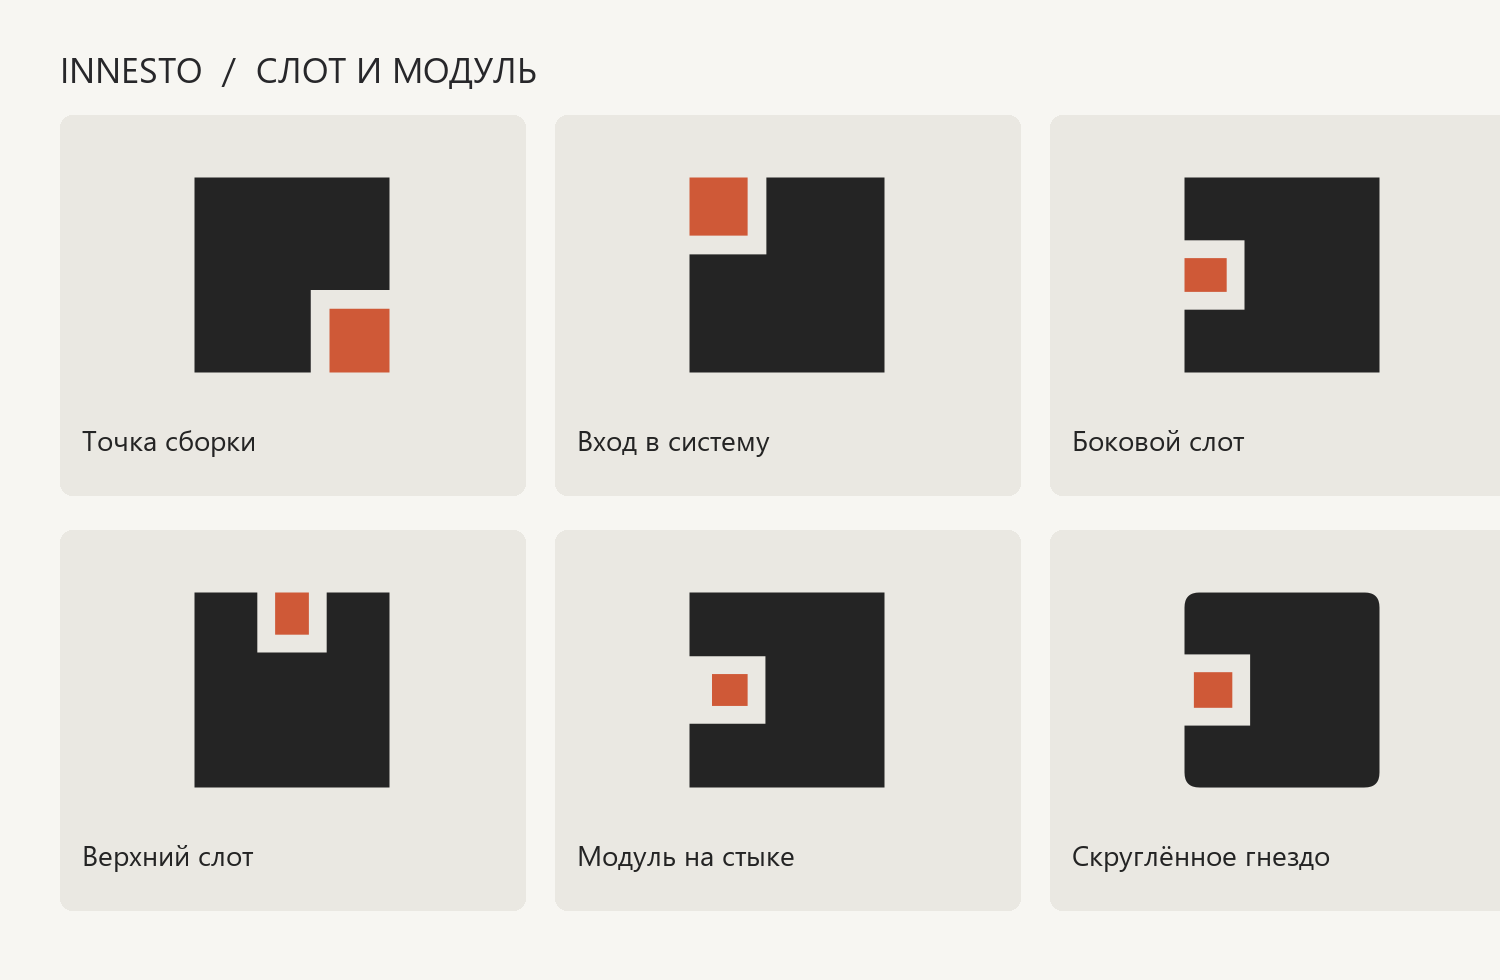 INNESTO / СЛОТ И МОДУЛЬ
Точка сборки
Вход в систему
Боковой слот
Верхний слот
Модуль на стыке
Скруглённое гнездо